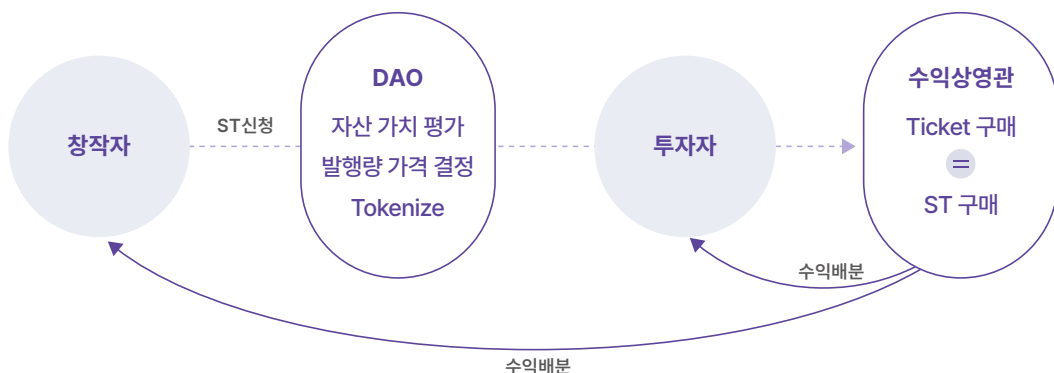 창작자
ST신청
DAO
자산 가치 평가
발행량 가격 결정
Tokenize
투자자
수익상영관
Ticket 구매
=
ST 구매
수익배분
수익배분